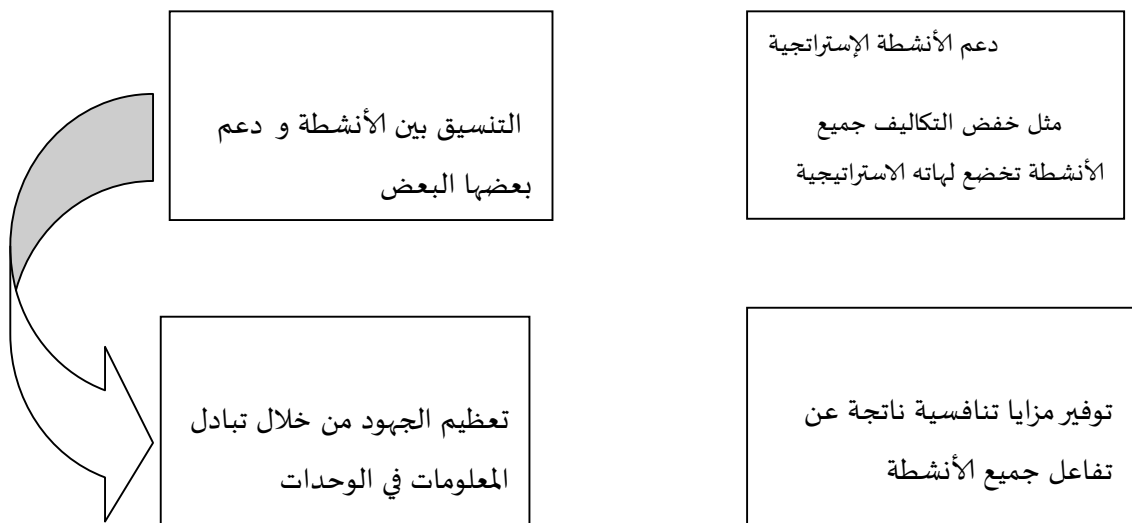 دعم الأنشطة الإستراتجية
مثل خفض التكاليف جميع
الأنشطة تخضع لهاته الاستراتيجية
التنسيق بين الأنشطة و دعم
بعضها البعض
توفير مزايا تنافسية ناتجة عن
تفاعل جميع الأنشطة
تعظيم الجهود من خلال تبادل
المعلومات في الوحدات